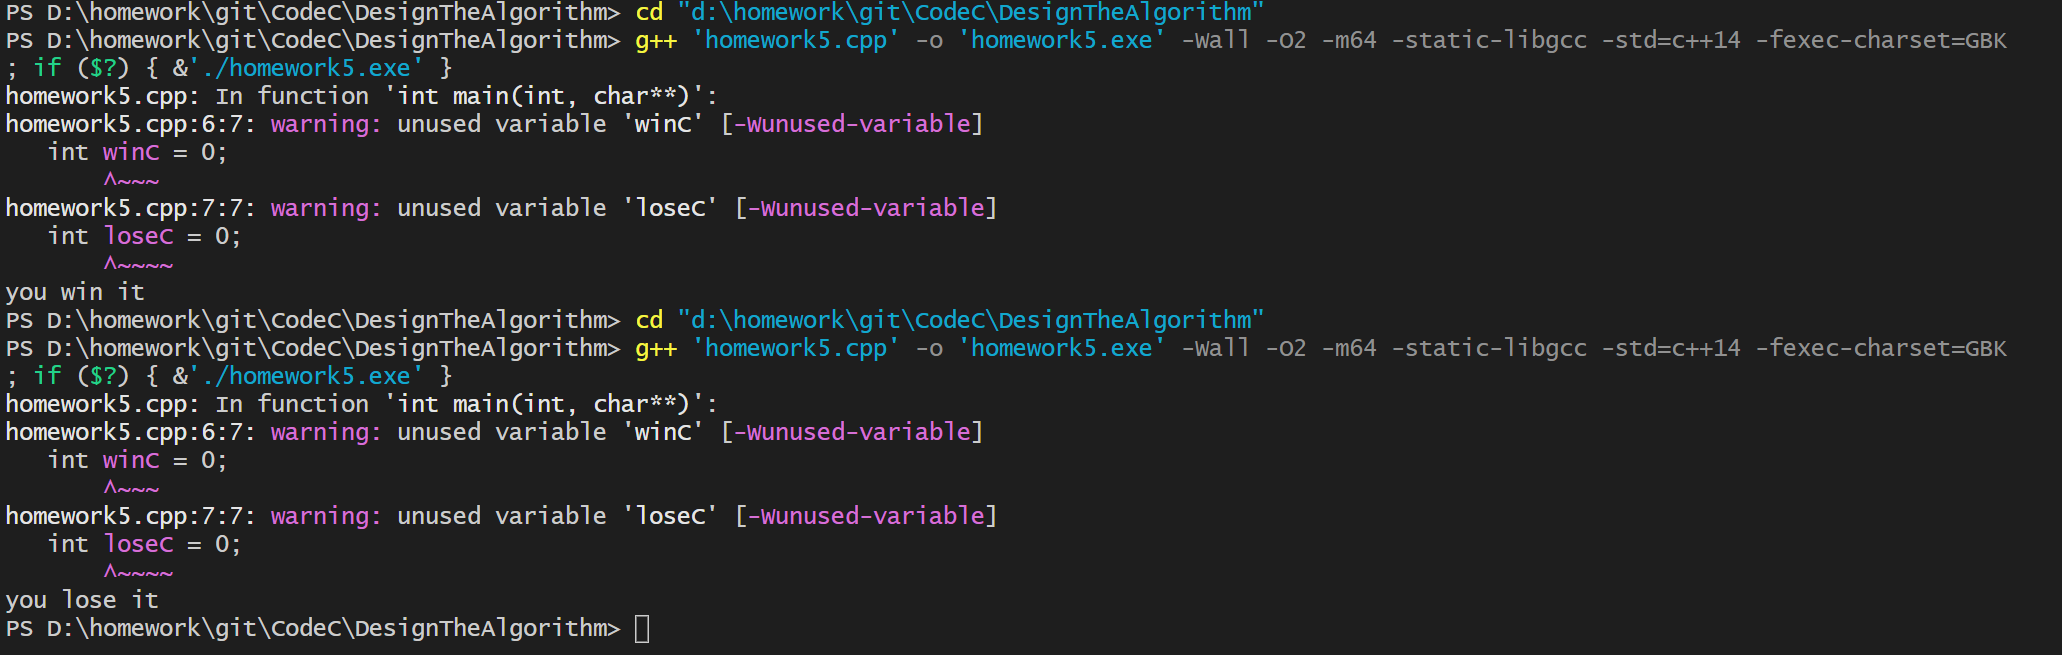 PS D:\homework\git\CodeC\DesignTheAlgorithm> cd "d:\homework\git\CodeC\DesignTheAlgorithm"
PS D:\homework\git\CodeC\DesignTheAlgorithm> g++ 'homework5.cpp' -o 'homework5.exe' -Wall -O2 -m64 -static-libgcc -std=c++14 -fexec-charset=GBK
; if ($?) { &'./homework5.exe' }
homework5.cpp: In function 'int main(int, char**)':
homework5.cpp:6:7: warning: unused variable 'winC' [-Wunused-variable]
   int winC = 0;
       ^~~~
homework5.cpp:7:7: warning: unused variable 'loseC' [-Wunused-variable]
   int loseC = 0;
       ^~~~~
you win it
PS D:\homework\git\CodeC\DesignTheAlgorithm> cd "d:\homework\git\CodeC\DesignTheAlgorithm"
PS D:\homework\git\CodeC\DesignTheAlgorithm> g++ 'homework5.cpp' -o 'homework5.exe' -Wall -O2 -m64 -static-libgcc -std=c++14 -fexec-charset=GBK
; if ($?) { &'./homework5.exe' }
homework5.cpp: In function 'int main(int, char**)':
homework5.cpp:6:7: warning: unused variable 'winC' [-Wunused-variable]
   int winC = 0;
       ^~~~
homework5.cpp:7:7: warning: unused variable 'loseC' [-Wunused-variable]
   int loseC = 0;
       ^~~~~
you lose it
PS D:\homework\git\CodeC\DesignTheAlgorithm>